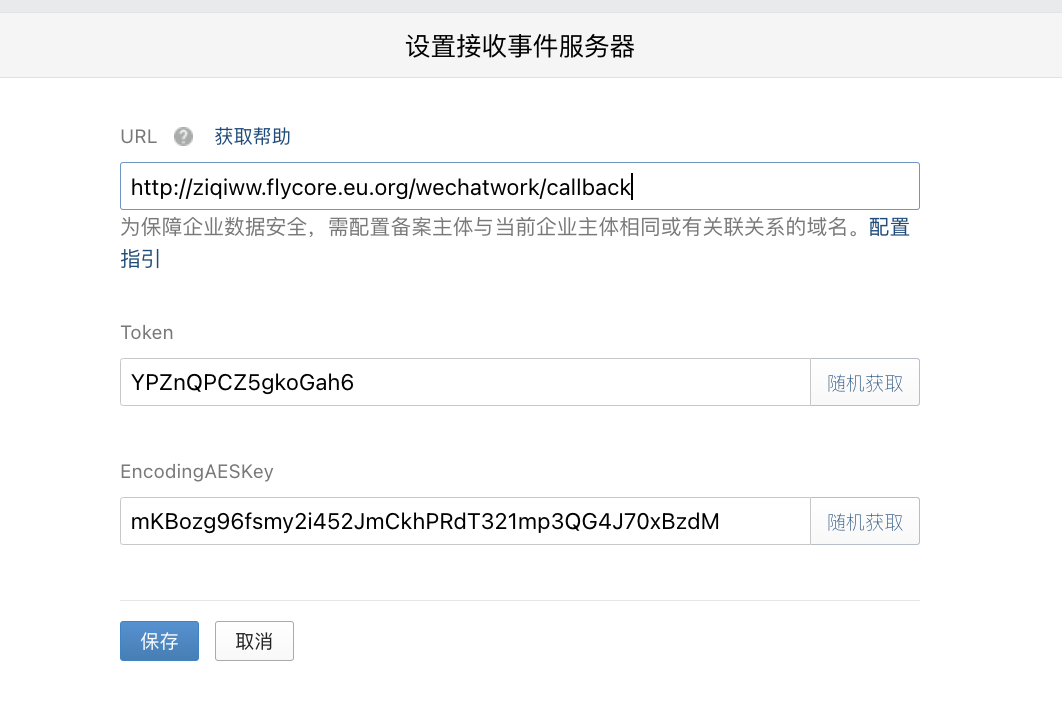 设置接收事件服务器
URL ? 获取帮助
http://ziqiww.flycore.eu.org/wechatwork/callback
为保障企业数据安全，需配置备案主体与当前企业主体相同或有关联关系的域名。配置
指引
Token
YPZnQPCZ5gkoGah6 随机获取
EncodingAESKey
mKBozg96fsmy2i452JmCkhPRdT321mp3QG4J70xBzdM 随机获取
保存 取消